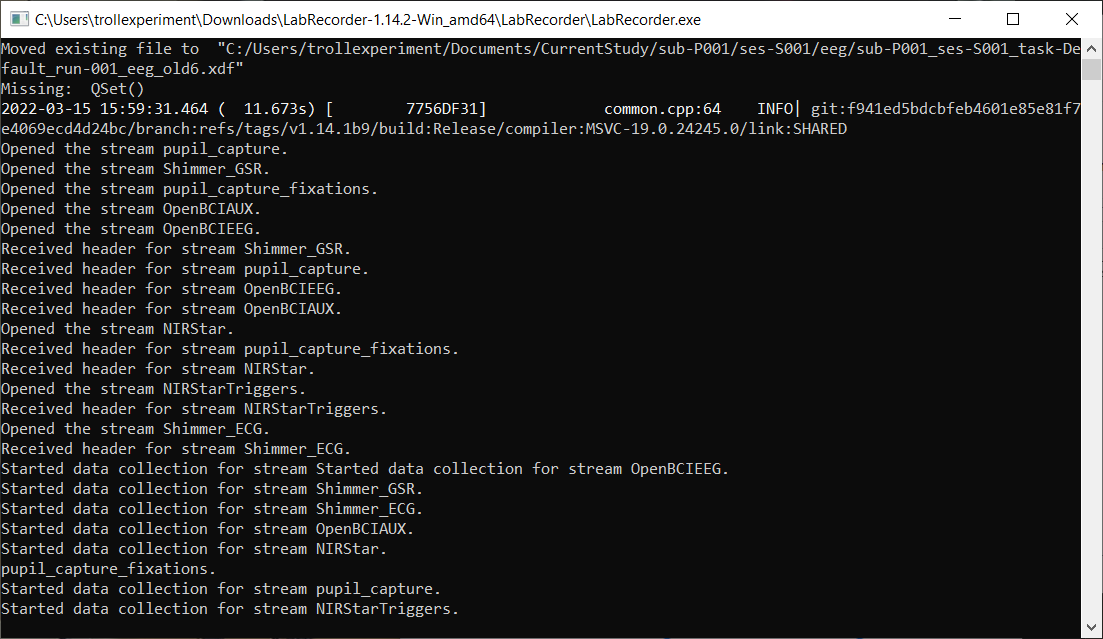 C:\Users\trollexperiment\Downloads\LabRecorder-1.14.2-Win_amd64\LabRecorder\LabRecorder.exe
Moved existing file to  "C:/Users/trollexperiment/Documents/CurrentStudy/sub-P001/ses-S001/eeg/sub-P001_ses-S001_task-De
fault_run-001_eeg_old6.xdf"
Missing:  QSet()
2022-03-15 15:59:31.464 (  11.673s) [        7756DF31]             common.cpp:64    INFO| git:f941ed5bdcbfeb4601e85e81f7
e4069ecd4d24bc/branch:refs/tags/v1.14.1b9/build:Release/compiler:MSVC-19.0.24245.0/link:SHARED
Opened the stream pupil_capture.
Opened the stream Shimmer_GSR.
Opened the stream pupil_capture_fixations.
Opened the stream OpenBCIAUX.
Opened the stream OpenBCIEEG.
Received header for stream Shimmer_GSR.
Received header for stream pupil_capture.
Received header for stream OpenBCIEEG.
Received header for stream OpenBCIAUX.
Opened the stream NIRStar.
Received header for stream pupil_capture_fixations.
Received header for stream NIRStar.
Opened the stream NIRStarTriggers.
Received header for stream NIRStarTriggers.
Opened the stream Shimmer_ECG.
Received header for stream Shimmer_ECG.
Started data collection for stream Started data collection for stream OpenBCIEEG.
Started data collection for stream Shimmer_GSR.
Started data collection for stream Shimmer_ECG.
Started data collection for stream OpenBCIAUX.
Started data collection for stream NIRStar.
pupil_capture_fixations.
Started data collection for stream pupil_capture.
Started data collection for stream NIRStarTriggers.